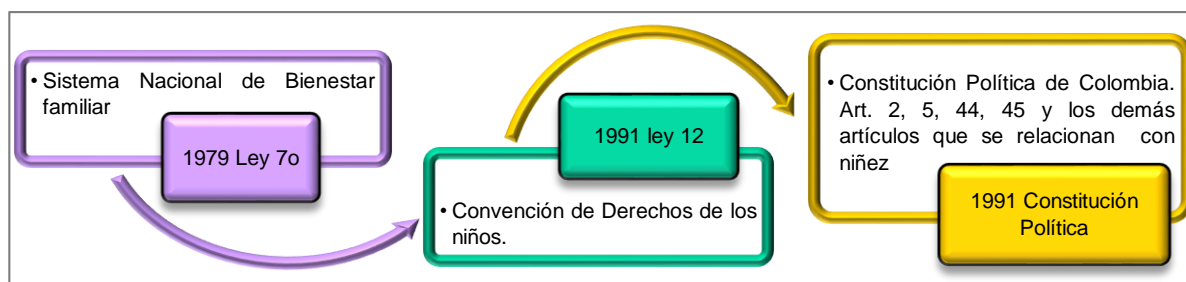 • Sistema Nacional de Bienestar
familiar
1979 Ley 7o
1991 ley 12
• Convención de Derechos de los
niños.
• Constitución Política de Colombia.
Art. 2, 5, 44, 45 y los demás
artículos que se relacionan con
niñez
1991 Constitución
Política